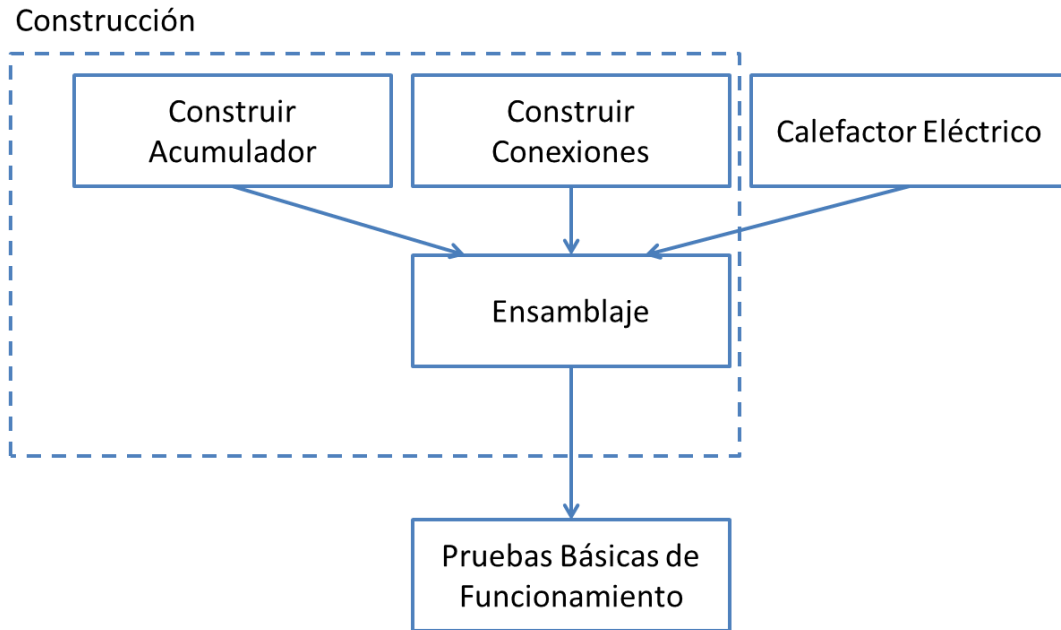 Construcción
Construir
Acumulador
Construir
Conexiones
Calefactor Eléctrico
Ensamblaje
Pruebas Básicas de
Funcionamiento